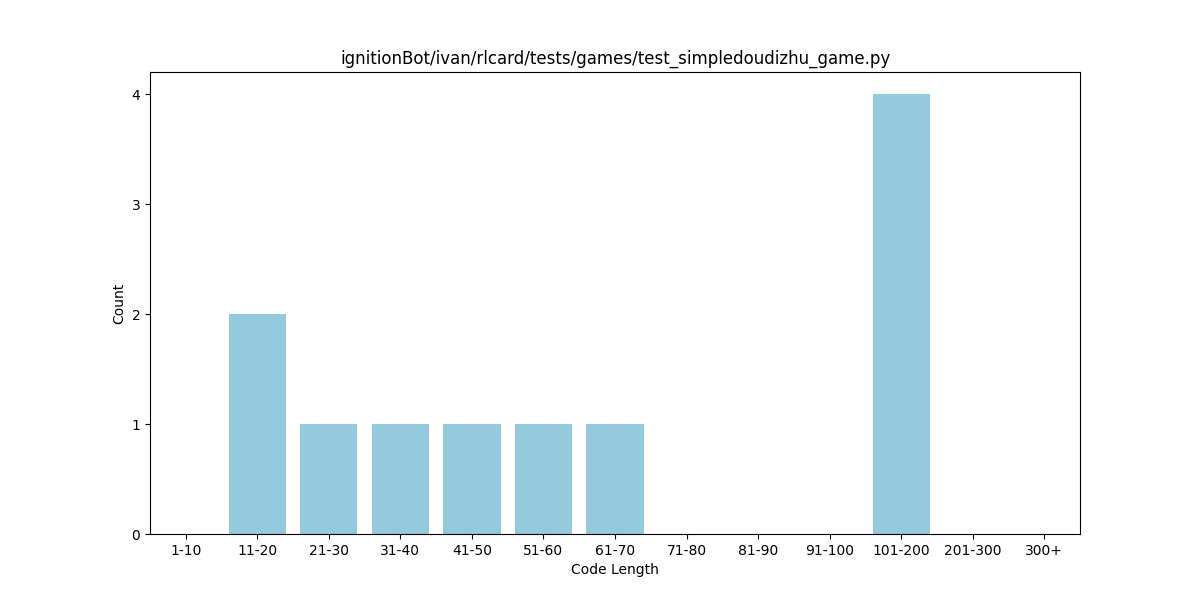 ignitionBot/ivan/rlcard/tests/games/test_simpledoudizhu_game.py
4
3
2
1
0
Count
1-10 11-20 21-30 31-40 41-50 51-60 61-70 71-80 81-90 91-100 101-200 201-300 300+
Code Length